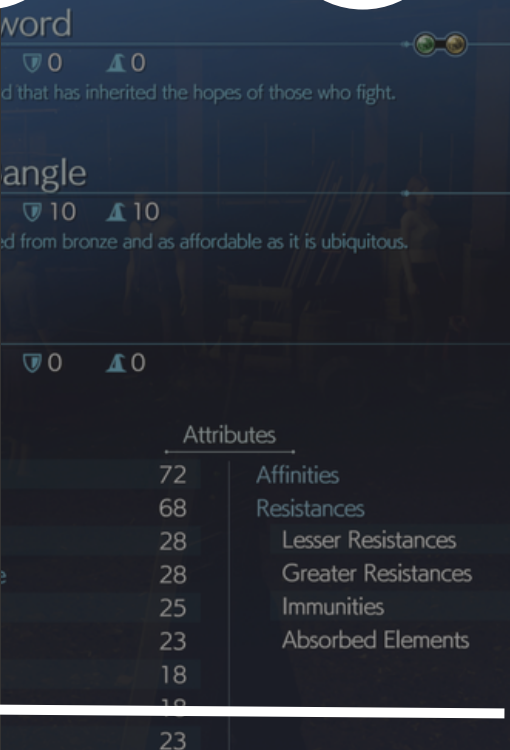 word
0 0
d that has inherited the hopes of those who fight.
angle
10 10
ed from bronze and as affordable as it is ubiquitous.
0 0
Attributes
72 Affinities
68 Resistances
28 Lesser Resistances
e 28 Greater Resistances
25 Immunities
23 Absorbed Elements
18
23